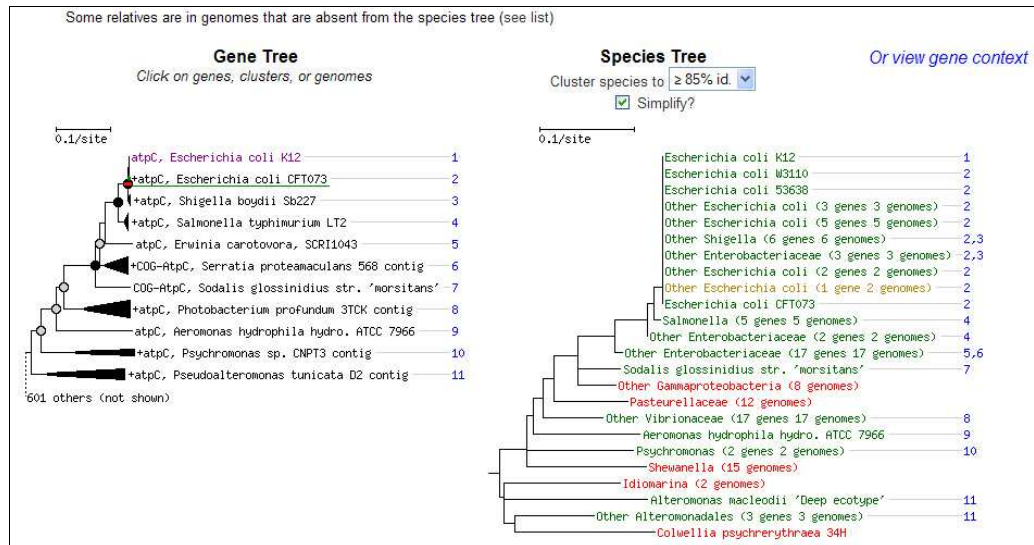 Some relatives are in genomes that are absent from the species tree (see list)
Gene Tree
Click on genes, clusters, or genomes
0.1/site
atpC, Escherichia coli K12 1
+atpC, Escherichia coli CFT073 2
+atpC, Shigella boydii Sb227 3
+atpC, Salmonella typhimurium LT2 4
atpC, Erwinia carotovora, SCRI1043 5
+COG-AtpC, Serratia proteamaculans 568 contig 6
COG-AtpC, Sodalis glossinidius str. 'morsitans' 7
+atpC, Photobacterium profundum 3TCK contig 8
atpC, Aeromonas hydrophila hydro. ATCC 7966 9
+atpC, Psychromonas sp. CNPT3 contig 10
+atpC, Pseudoalteromonas tunicata D2 contig 11
601 others (not shown)
Species Tree
Cluster species to ≥ 85% id.
Simplify?
Or view gene context
0.1/site
Escherichia coli K12 1
Escherichia coli W3110 2
Escherichia coli 53638 2
Other Escherichia coli (3 genes 3 genomes) 2
Other Escherichia coli (5 genes 5 genomes) 2
Other Shigella (6 genes 6 genomes) 2,3
Other Enterobacteriaceae (3 genes 3 genomes) 2,3
Other Escherichia coli (2 genes 2 genomes) 2
Other Escherichia coli (1 gene 2 genomes) 2
Escherichia coli CFT073 2
Salmonella (5 genes 5 genomes) 4
Other Enterobacteriaceae (2 genes 2 genomes) 4
Other Enterobacteriaceae (17 genes 17 genomes) 5,6
Sodalis glossinidius str. 'morsitans' 7
Other Gammaproteobacteria (8 genomes)
Pasteurellaceae (12 genomes)
Other Vibrionaceae (17 genes 17 genomes) 8
Aeromonas hydrophila hydro. ATCC 7966 9
Psychromonas (2 genes 2 genomes) 10
Shewanella (15 genomes)
Idiomarina (2 genomes)
Alteromonas macleodii 'Deep ecotype' 11
Other Alteromonadales (3 genes 3 genomes) 11
Colwellia psychrerythraea 34H